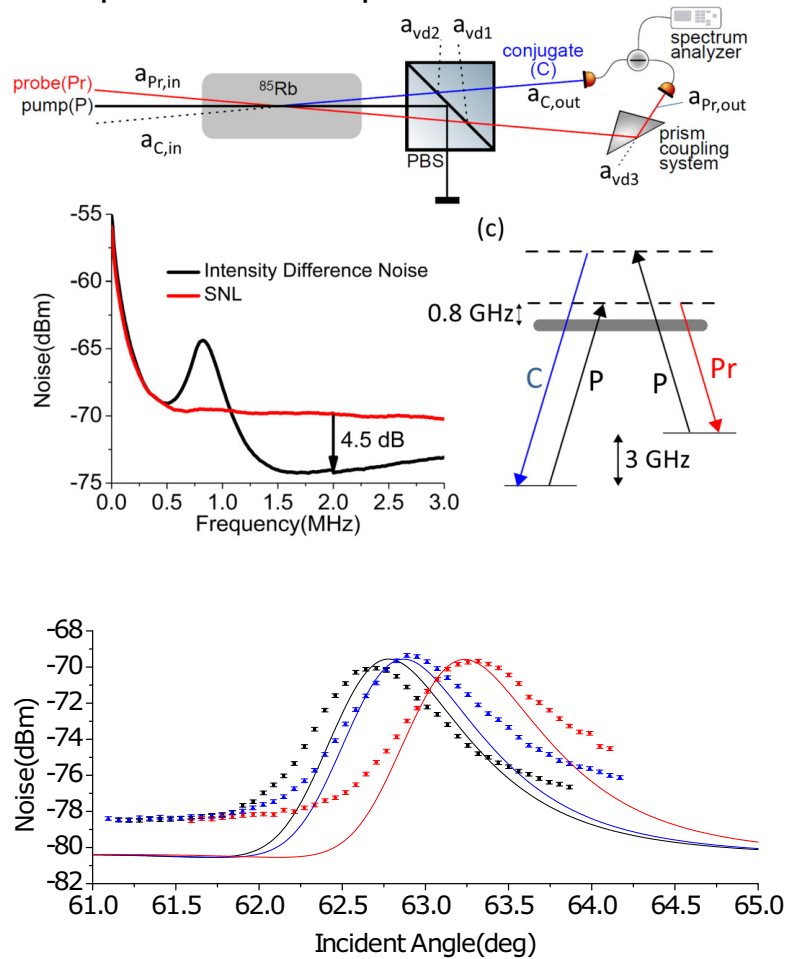 a_vd2 a_vd1
conjugate
(C)
spectrum
analyzer
probe(Pr)
a_Pr,in
pump(P)
⁸⁵Rb
a_C,out
a_Pr,out
a_C,in
PBS
prism
coupling
system
a_vd3
-55
-60
-65
-70
-75
Noise(dBm)
Intensity Difference Noise
SNL
4.5 dB
0.0 0.5 1.0 1.5 2.0 2.5 3.0
Frequency(MHz)
(c)
0.8 GHz
C P P Pr
3 GHz
-68
-70
-72
-74
-76
-78
-80
-82
Noise(dBm)
61.0 61.5 62.0 62.5 63.0 63.5 64.0 64.5 65.0
Incident Angle(deg)